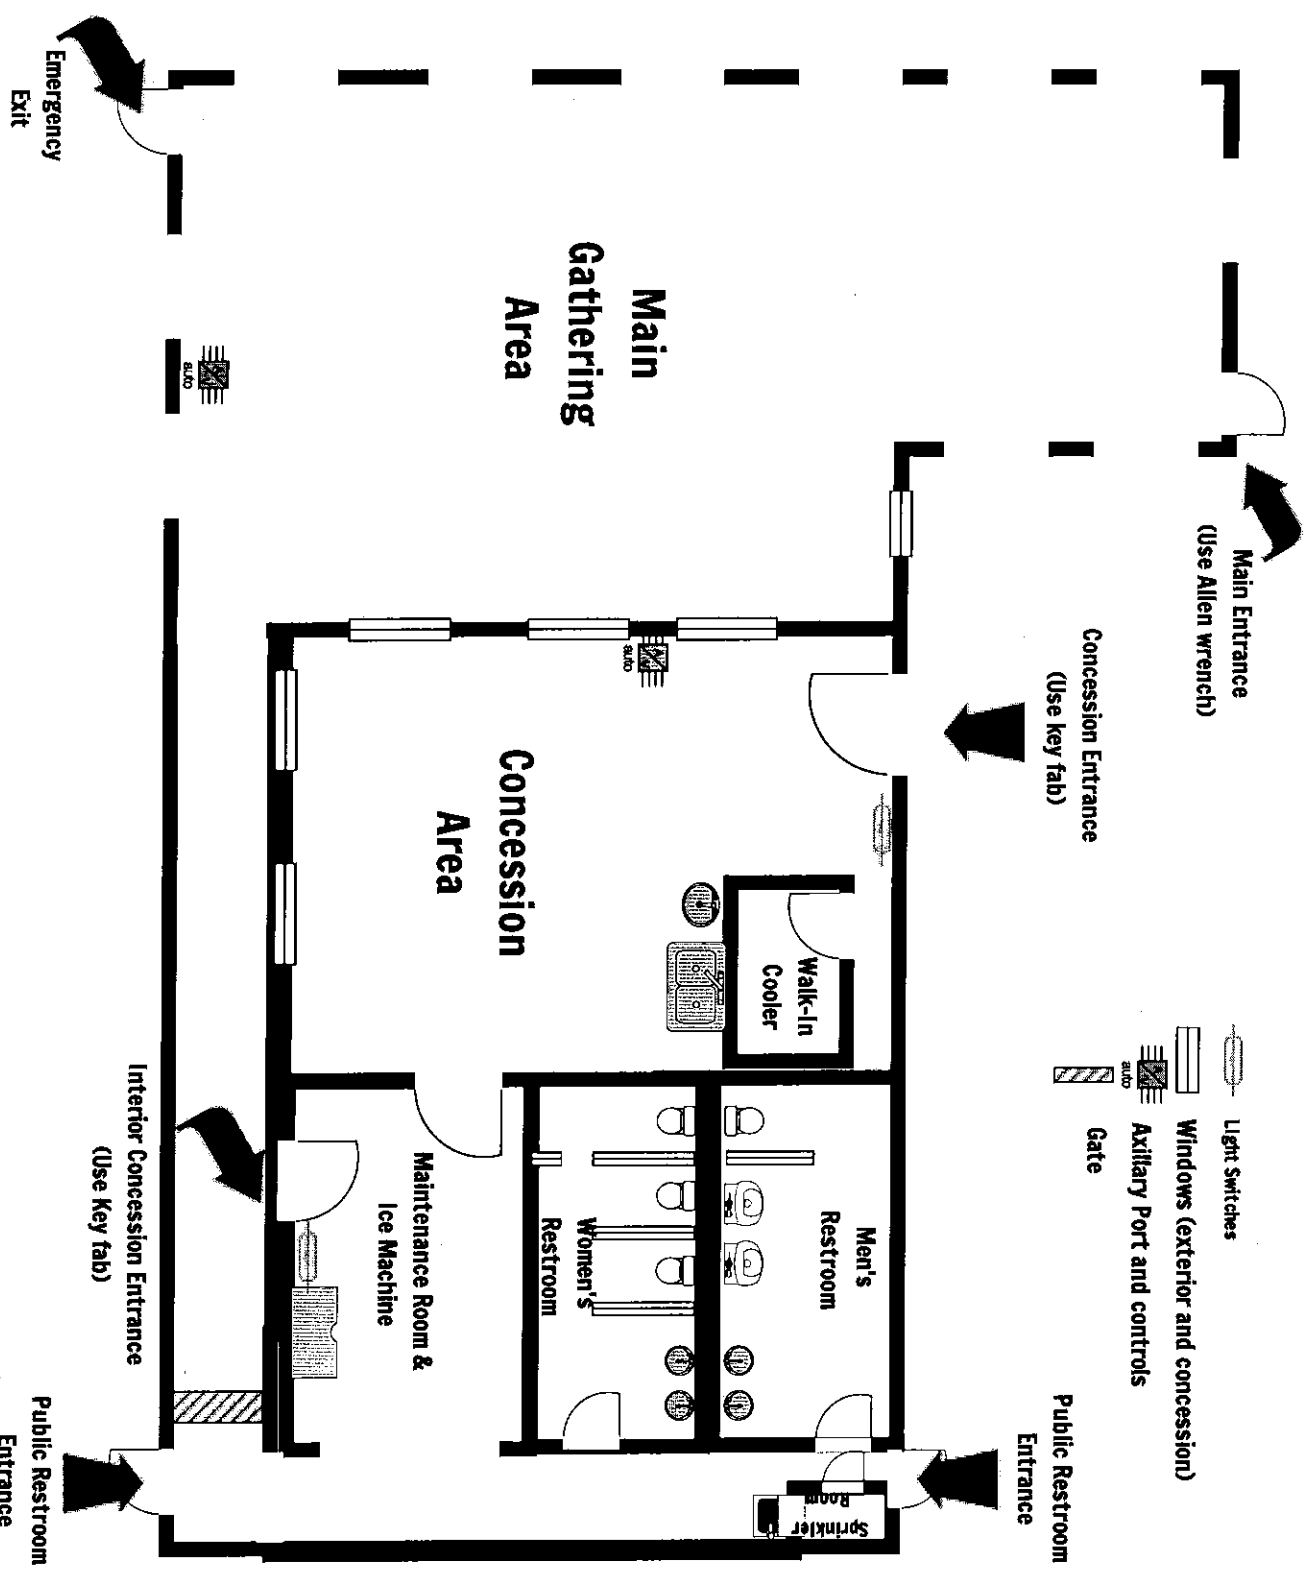 Emergency
Exit
Main
Gathering
Area
auto
Main Entrance
(Use Allen wrench)
Concession Entrance
(Use key fab)
auto
Concession
Area
Walk-In
Cooler
Light Switches
Windows (exterior and concession)
auto
Axillary Port and controls
Gate
Interior Concession Entrance
(Use Key fab)
Maintenance Room &
Ice Machine
Women's
Restroom
Men's
Restroom
Sprinkler
Room
Public Restroom
Entrance
Public Restroom
Entrance